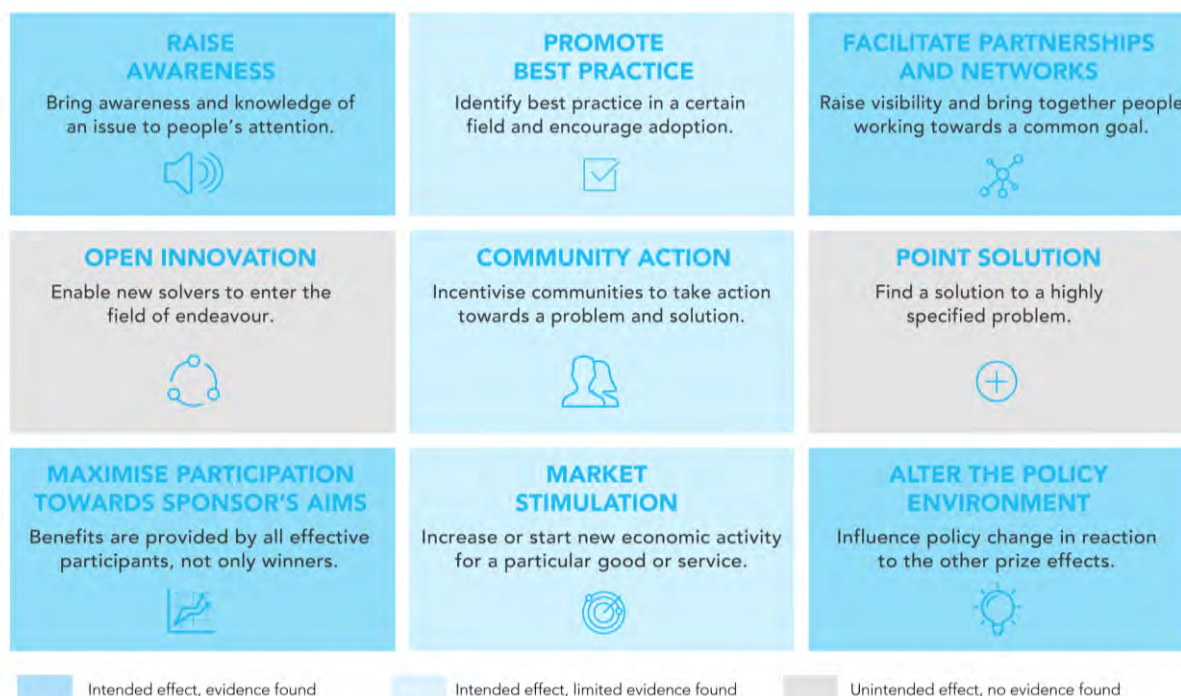 RAISE
AWARENESS
Bring awareness and knowledge of
an issue to people's attention.
PROMOTE
BEST PRACTICE
Identify best practice in a certain
field and encourage adoption.
FACILITATE PARTNERSHIPS
AND NETWORKS
Raise visibility and bring together people
working towards a common goal.
OPEN INNOVATION
Enable new solvers to enter the
field of endeavour.
COMMUNITY ACTION
Incentivise communities to take action
towards a problem and solution.
POINT SOLUTION
Find a solution to a highly
specified problem.
MAXIMISE PARTICIPATION
TOWARDS SPONSOR'S AIMS
Benefits are provided by all effective
participants, not only winners.
MARKET
STIMULATION
Increase or start new economic activity
for a particular good or service.
ALTER THE POLICY
ENVIRONMENT
Influence policy change in reaction
to the other prize effects.
Intended effect, evidence found
Intended effect, limited evidence found
Unintended effect, no evidence found